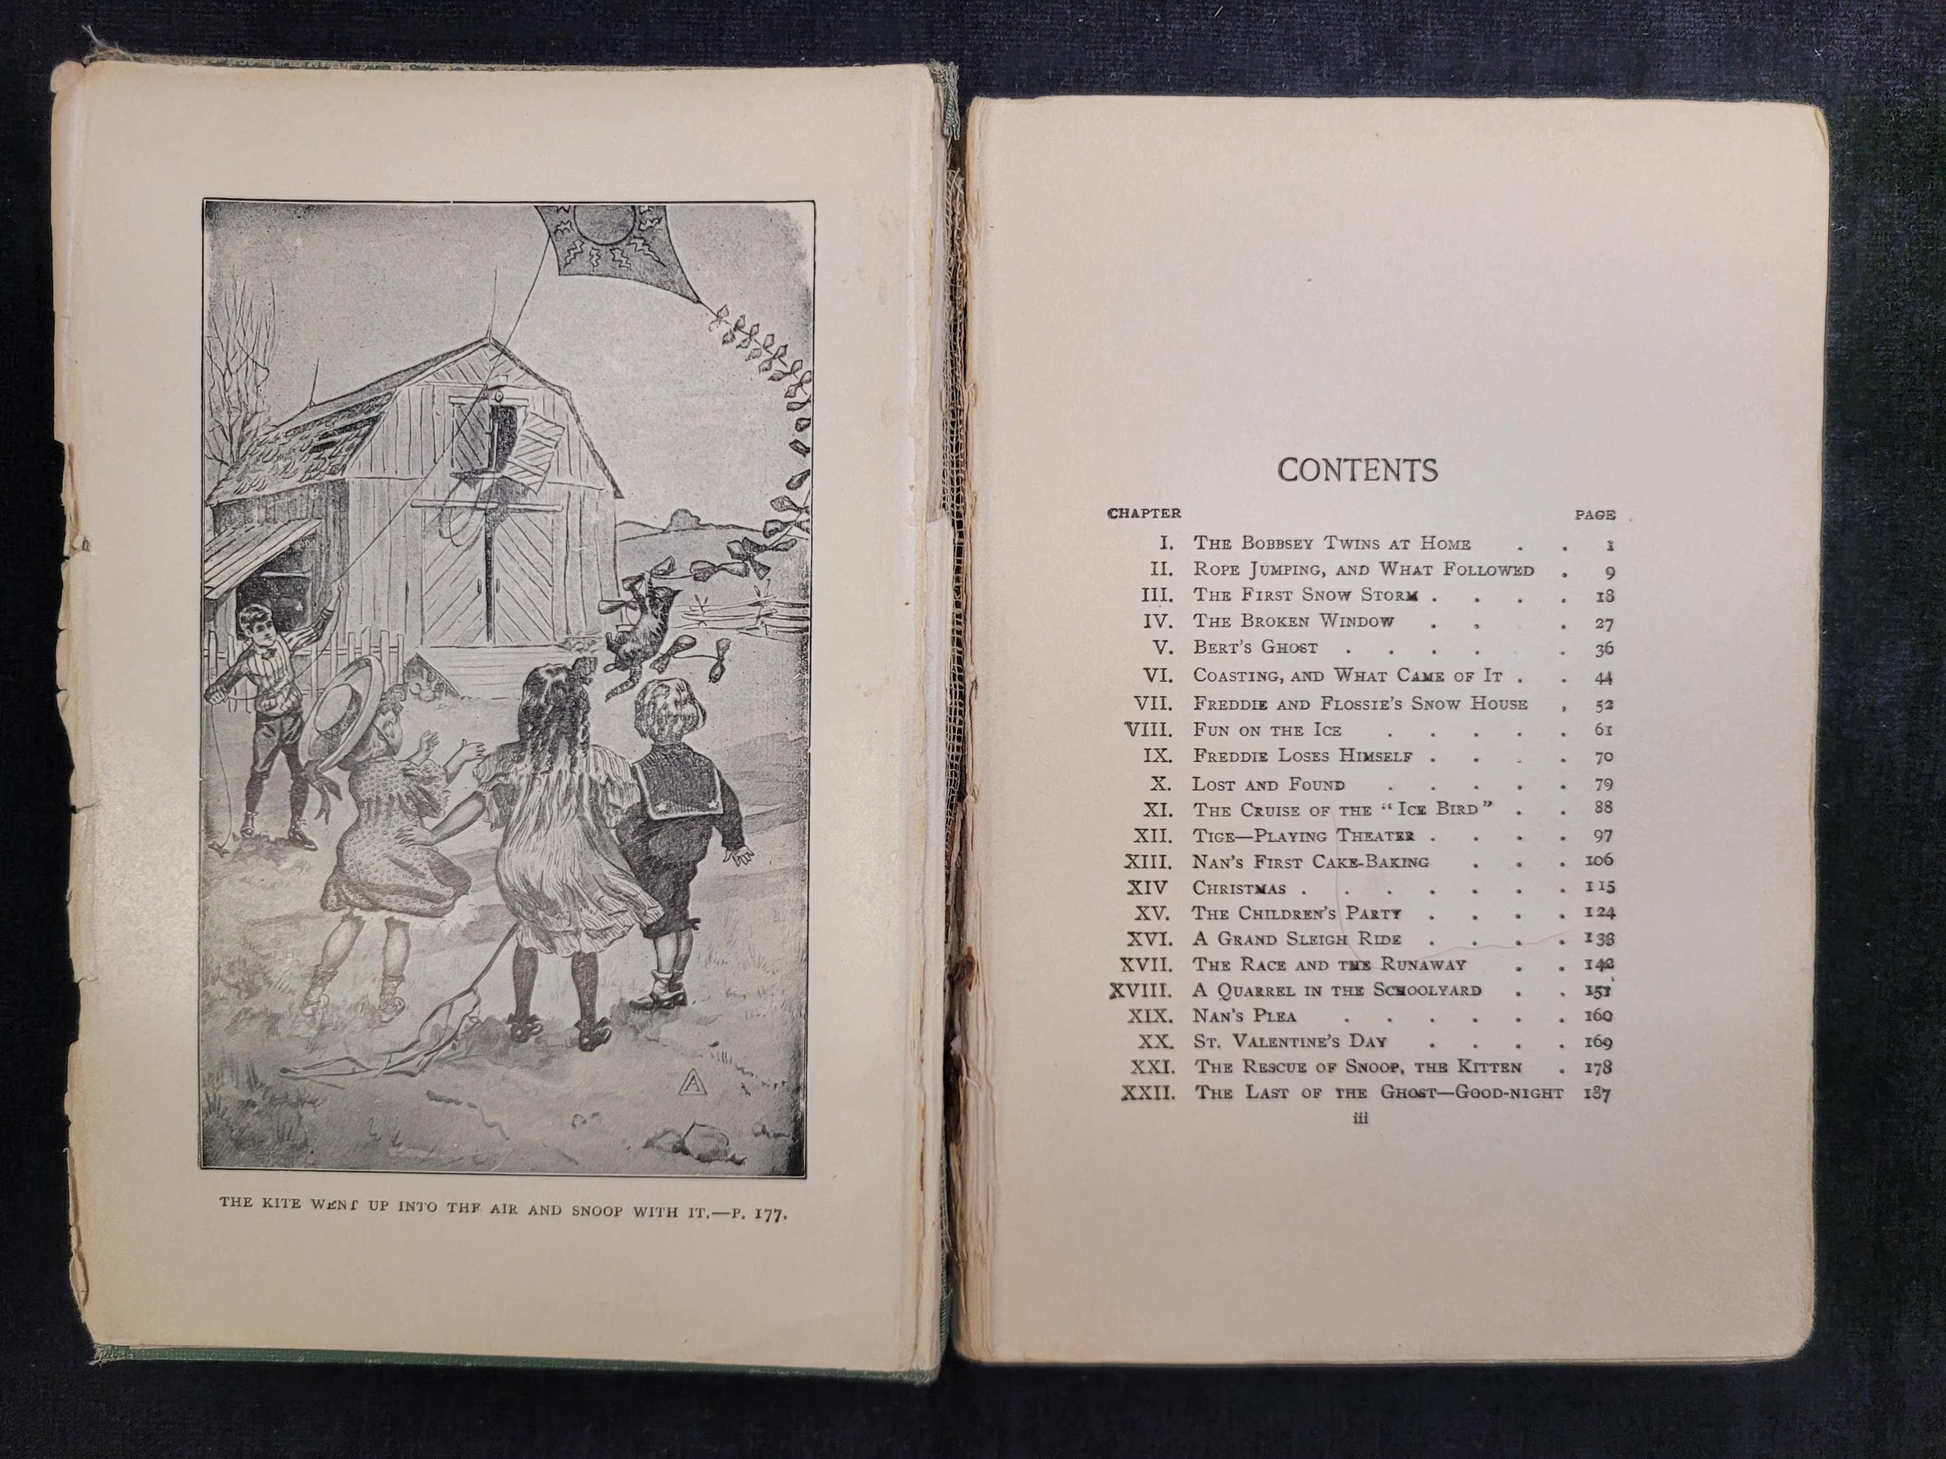 THE KITE WENT UP INTO THE AIR AND SNOOP WITH IT.—P. 177.
A
CONTENTS
CHAPTER PAGE
I. THE BOBBSEY TWINS AT HOME . . 1
II. ROPE JUMPING, AND WHAT FOLLOWED . 9
III. THE FIRST SNOW STORM . . . . 18
IV. THE BROKEN WINDOW . . . 27
V. BERT'S GHOST . . . . . 36
VI. COASTING, AND WHAT CAME OF IT . . 44
VII. FREDDIE AND FLOSSIE'S SNOW HOUSE . 52
VIII. FUN ON THE ICE . . . . . 61
IX. FREDDIE LOSES HIMSELF . . . . 70
X. LOST AND FOUND . . . . . 79
XI. THE CRUISE OF THE "ICE BIRD" . . 88
XII. TIGE—PLAYING THEATER . . . . 97
XIII. NAN'S FIRST CAKE-BAKING . . . 106
XIV CHRISTMAS . . . . . . . 115
XV. THE CHILDREN'S PARTY . . . . 124
XVI. A GRAND SLEIGH RIDE . . . . 133
XVII. THE RACE AND THE RUNAWAY . . 142
XVIII. A QUARREL IN THE SCHOOLYARD . . 151
XIX. NAN'S PLEA . . . . . . 160
XX. ST. VALENTINE'S DAY . . . . 169
XXI. THE RESCUE OF SNOOP, THE KITTEN . 178
XXII. THE LAST OF THE GHOST—GOOD-NIGHT 187
iii